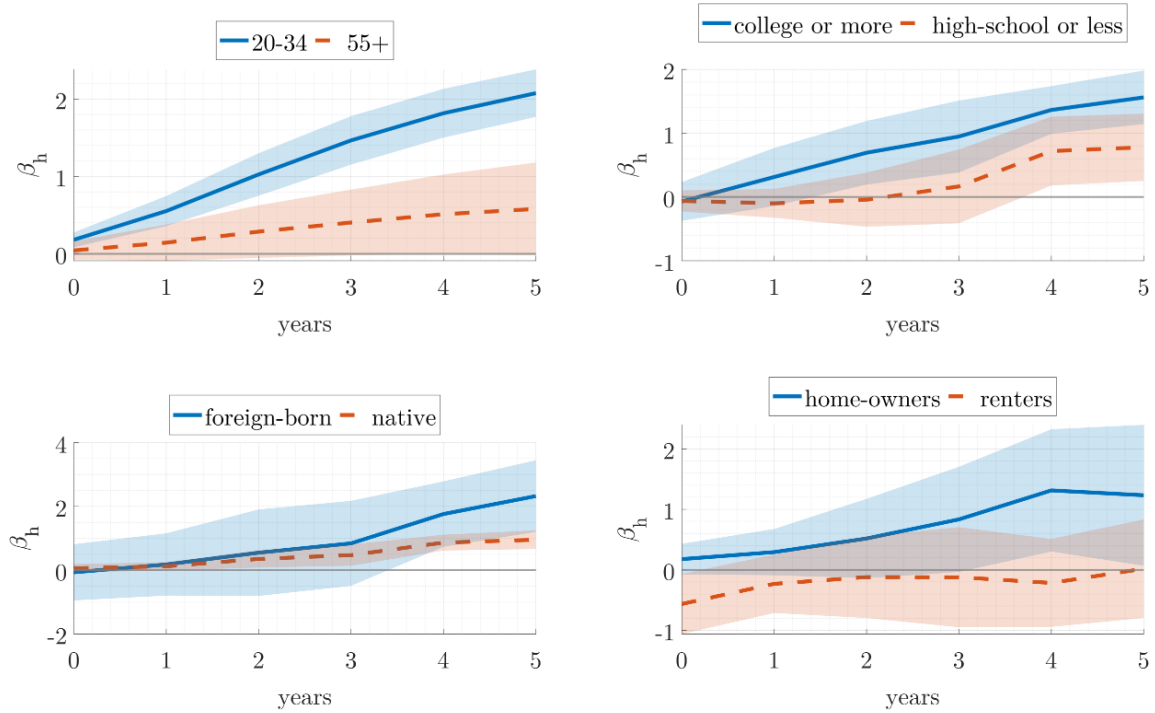 20-34 55+
2
1
0
β_h
0 1 2 3 4 5
years
college or more high-school or less
2
1
0
-1
β_h
0 1 2 3 4 5
years
foreign-born native
4
2
0
-2
β_h
0 1 2 3 4 5
years
home-owners renters
2
1
0
-1
β_h
0 1 2 3 4 5
years